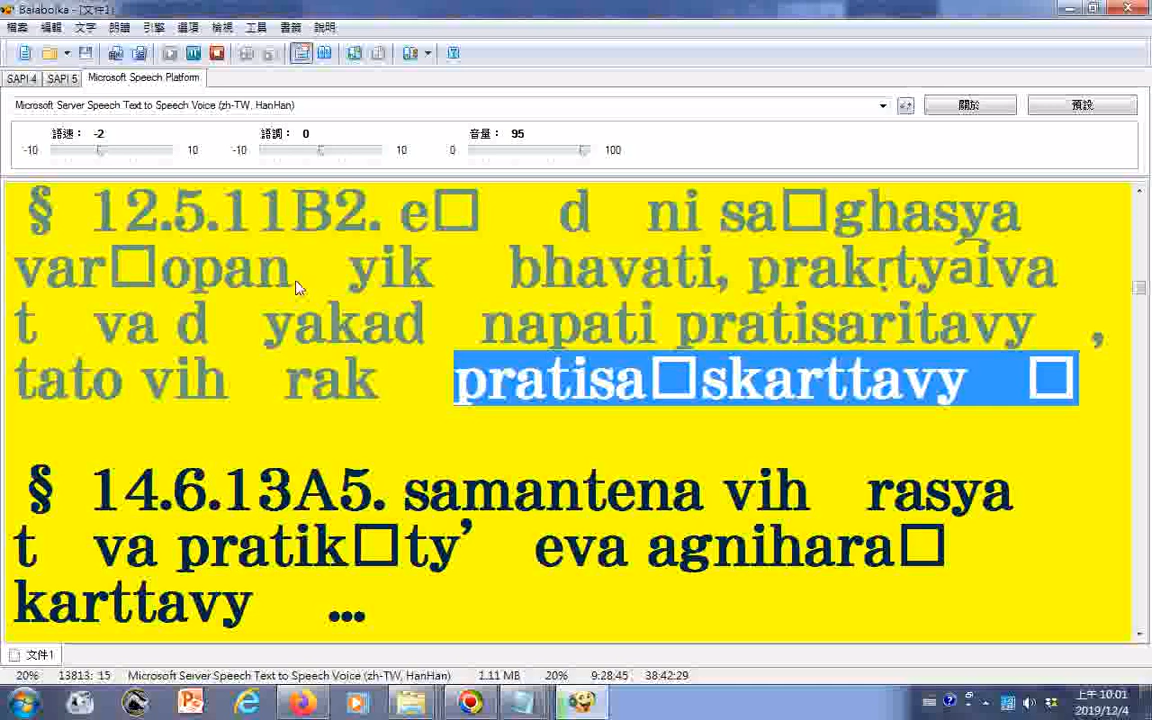 Balabolka - [文件1]
檔案 編輯 文字 朗讀 引擎 選項 檢視 工具 書籤 說明
SAPI 4 SAPI 5 Microsoft Speech Platform
Microsoft Server Speech Text to Speech Voice (zh-TW, HanHan) 關於 預設
語速： -2 語調： 0 音量： 95
-10 10 -10 10 0 100
§ 12.5.11B2. e□ d ni sa□ghasya
var□opan yik bhavati, prakṛtyaiva
t va d yakad napati pratisaritavy ,
tato vih rak pratisa□skarttavy □
§ 14.6.13A5. samantena vih rasya
t va pratik□ty’ eva agnihara□
karttavy ...
文件1
20% 13813: 15 Microsoft Server Speech Text to Speech Voice (zh-TW, HanHan) 1.11 MB 20% 9:28:45 38:42:29
上午 10:01
2019/12/4